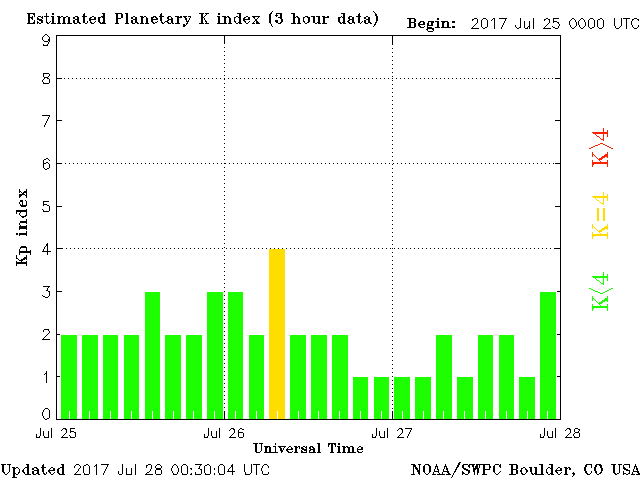 Estimated Planetary K index (3 hour data) Begin: 2017 Jul 25 0000 UTC
9
8
7
6
5
4
3
2
1
0
Kp index
K>4
K=4
K<4
Jul 25 Jul 26 Jul 27 Jul 28
Universal Time
Updated 2017 Jul 28 00:30:04 UTC NOAA/SWPC Boulder, CO USA